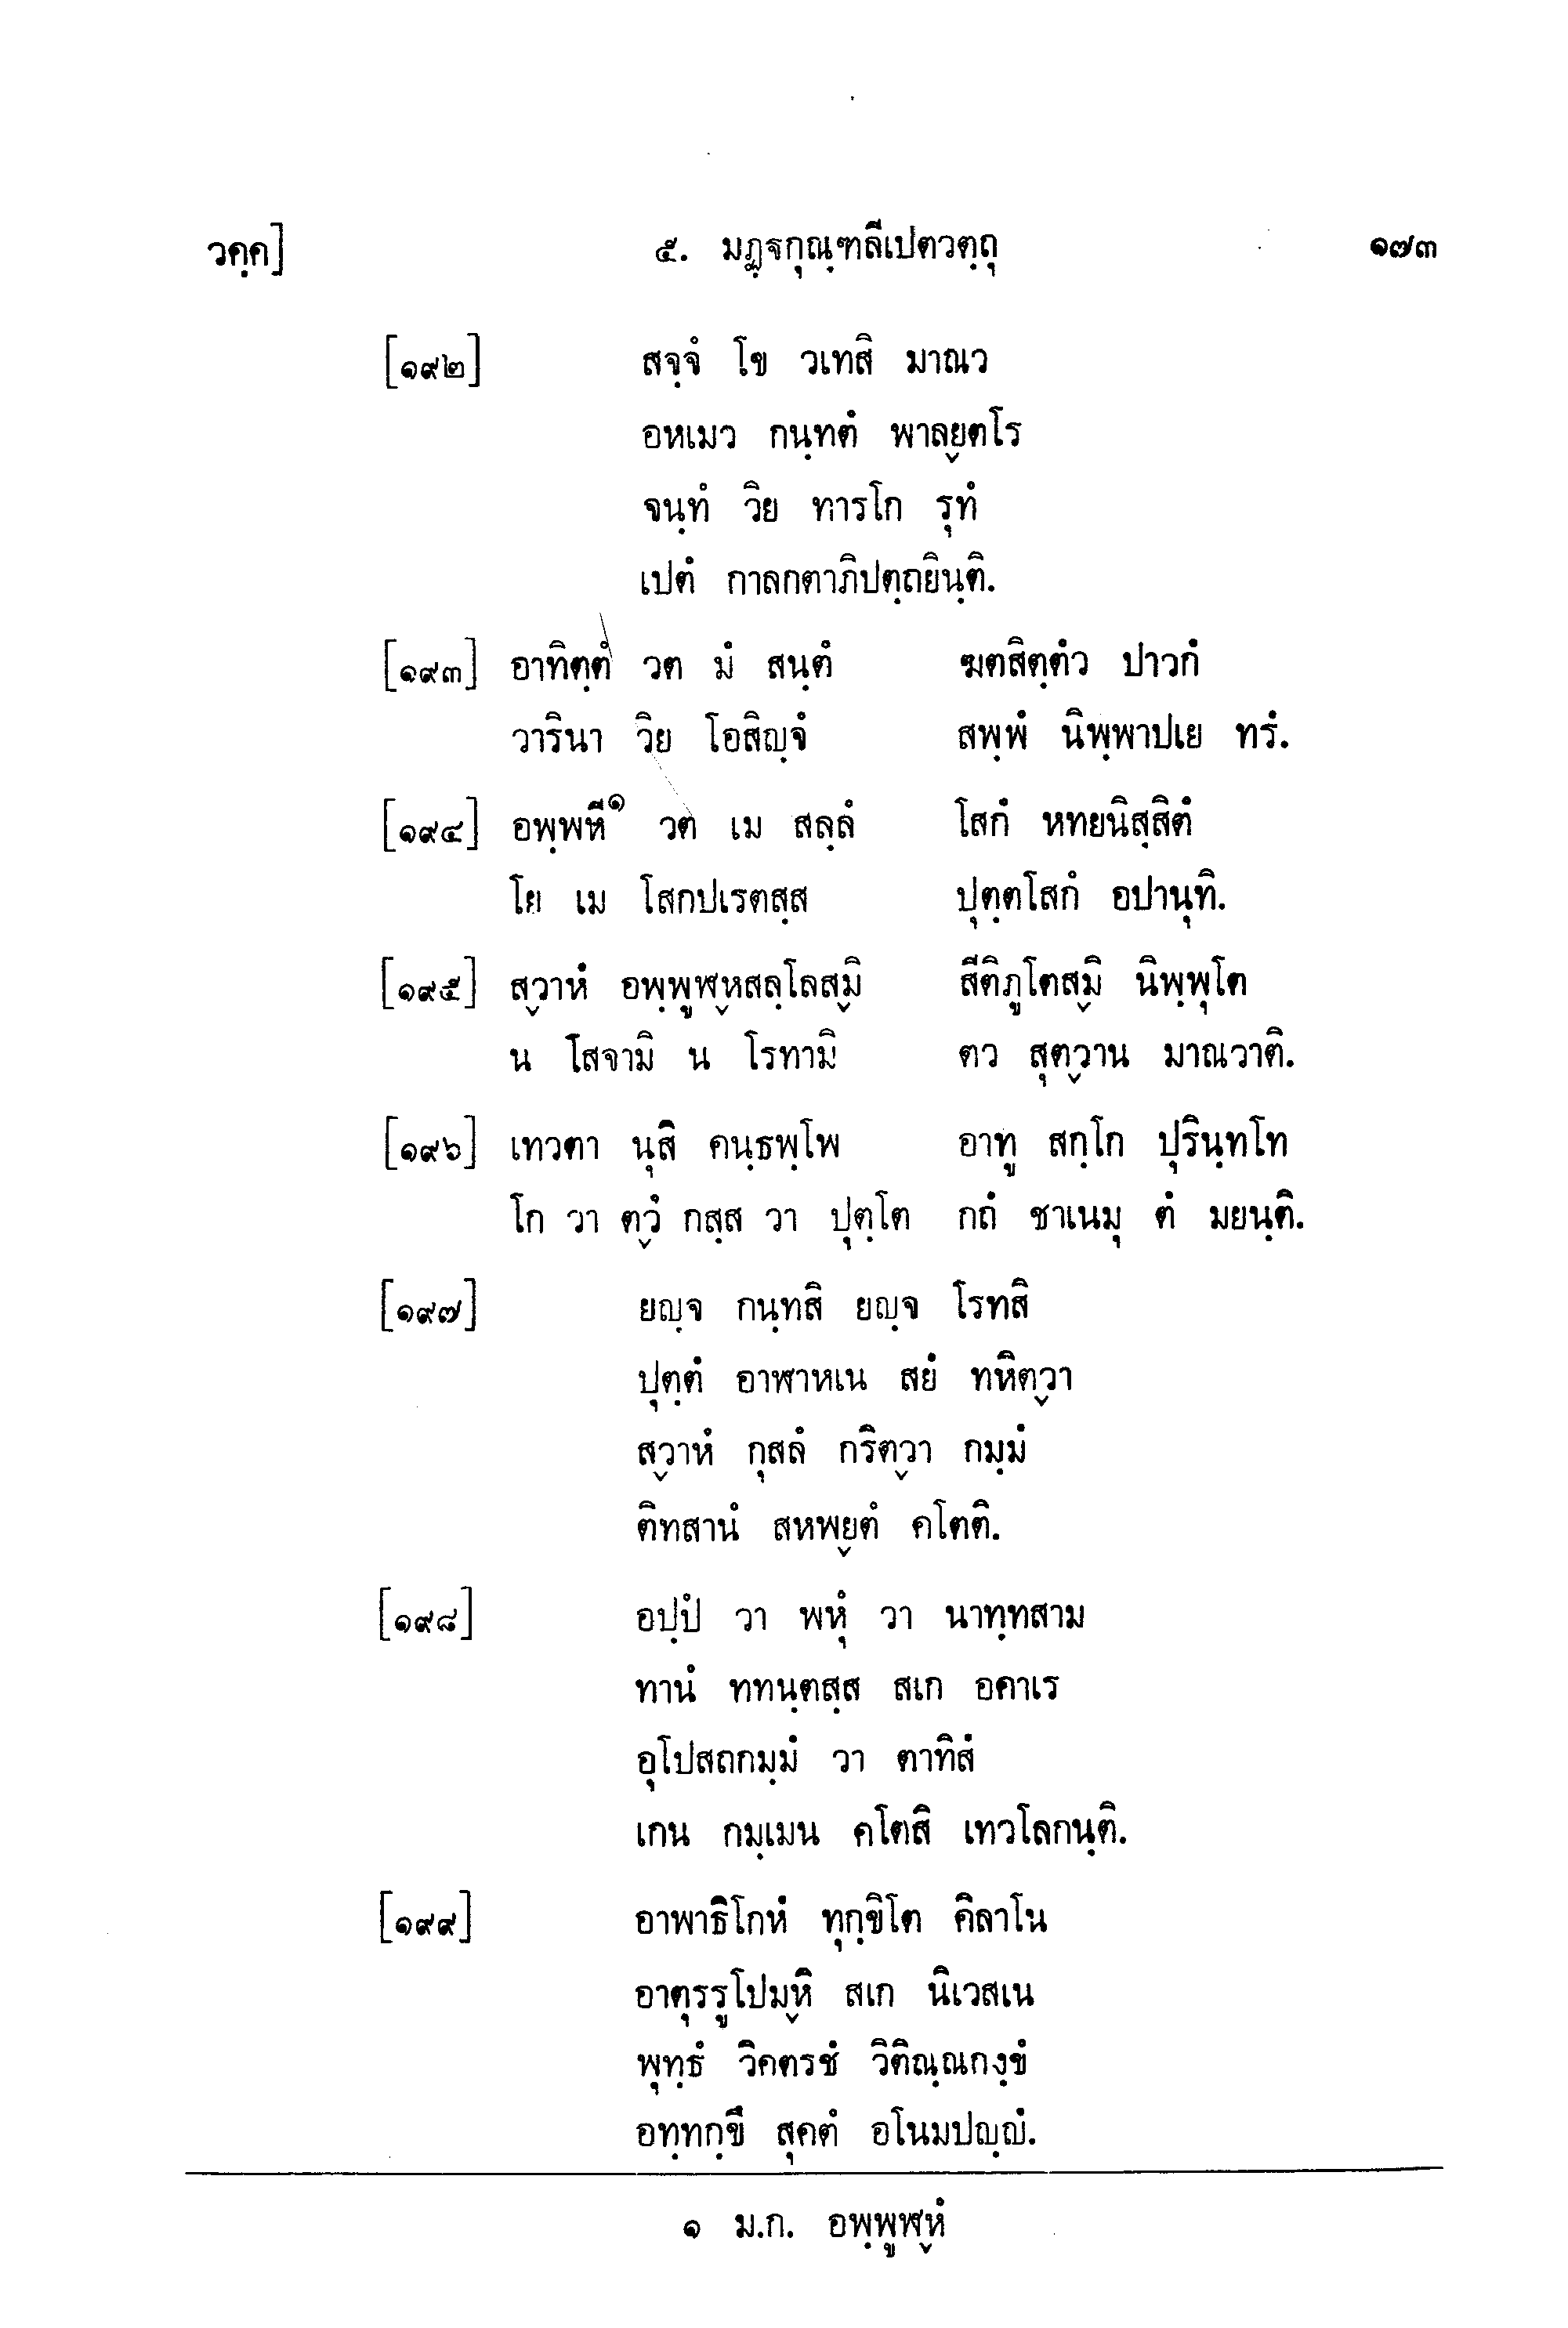 วคฺค] ๕. มฏฺฐกุณฺฑลีเปตวตฺถุ ๑๗๓
[๑๙๒] สจฺจํ โข วเทสิ มาณว
อหเมว กนฺทตํ พาลฺยตโร
จนฺทํ วิย ทารโก รุทํ
เปตํ กาลกตาภิปตฺถยินฺติ.
[๑๙๓] อาทิตฺตํ วต มํ สนฺตํ ฆตสิตฺตํว ปาวกํ
วารินา วิย โอสิญฺจํ สพฺพํ นิพฺพาปเย ทรํ.
[๑๙๔] อพฺพหี๑ วต เม สลฺลํ โสกํ หทยนิสฺสิตํ
โย เม โสกปเรตสฺส ปุตฺตโสกํ อปานุทิ.
[๑๙๕] สฺวาหํ อพฺพูฬฺหสลฺโลสฺมิ สีติภูโตสฺมิ นิพฺพุโต
น โสจามิ น โรทามิ ตว สุตฺวาน มาณวาติ.
[๑๙๖] เทวตา นุสิ คนฺธพฺโพ อาทู สกฺโก ปุรินฺทโท
โก วา ตฺวํ กสฺส วา ปุตฺโต กถํ ชาเนมุ ตํ มยนฺติ.
[๑๙๗] ยญฺจ กนฺทสิ ยญฺจ โรทสิ
ปุตฺตํ อาฬาหเน สยํ ทหิตฺวา
สฺวาหํ กุสลํ กริตฺวา กมฺมํ
ติทสานํ สหพฺยตํ คโตติ.
[๑๙๘] อปฺปํ วา พหุํ วา นาทฺทสาม
ทานํ ททนฺตสฺส สเก อคาเร
อุโปสถกมฺมํ วา ตาทิสํ
เกน กมฺเมน คโตสิ เทวโลกนฺติ.
[๑๙๙] อาพาธิโกหํ ทุกฺขิโต คิลาโน
อาตุรรูโปมฺหิ สเก นิเวสเน
พุทฺธํ วิคตรชํ วิติณฺณกงฺขํ
อทฺทกฺขึ สุคตํ อโนมปญฺญํ.
๑ ม.ก. อพฺพูฬฺหํ